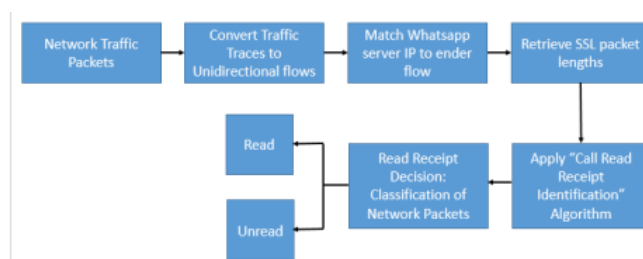 Network Traffic
Packets
Convert Traffic
Traces to
Unidirectional flows
Match Whatsapp
server IP to ender
flow
Retrieve SSL packet
lengths
Read
Unread
Read Receipt
Decision:
Classification of
Network Packets
Apply “Call Read
Receipt
Identification”
Algorithm